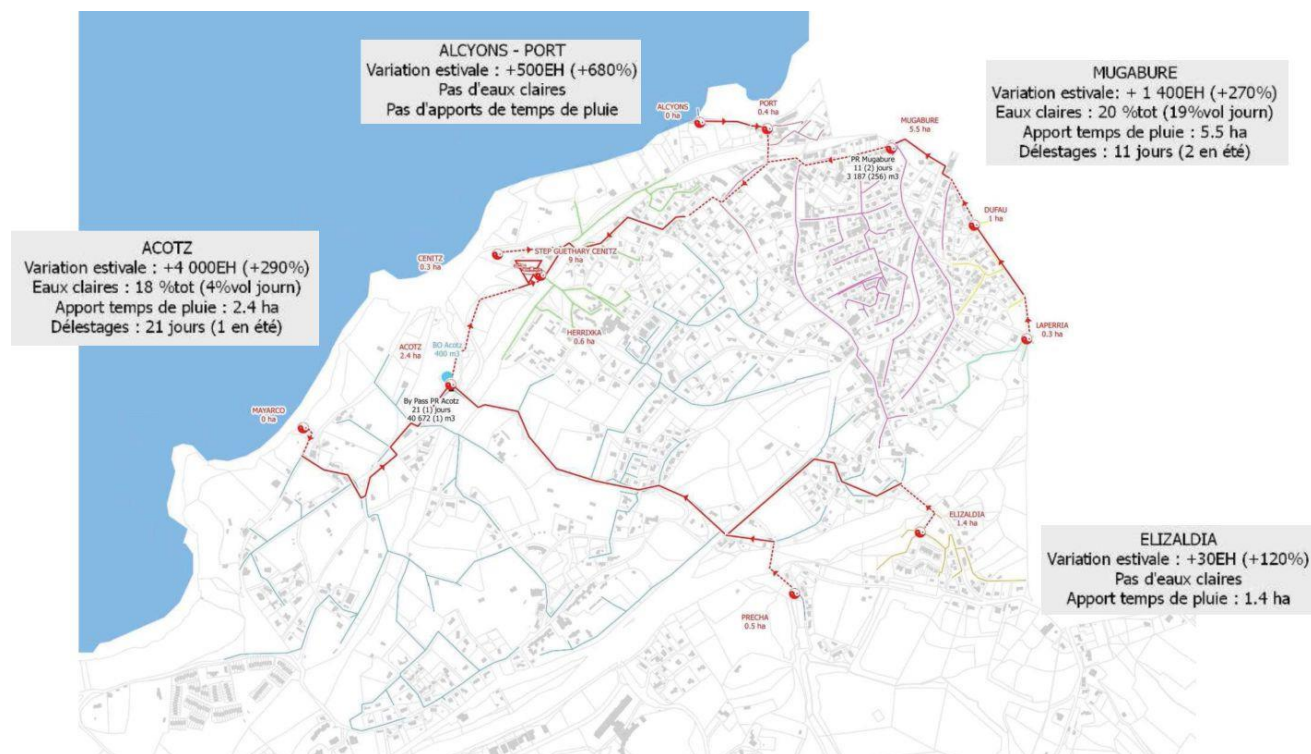 ALCYONS - PORT
Variation estivale : +500EH (+680%)
Pas d'eaux claires
Pas d'apports de temps de pluie
MUGABURE
Variation estivale: + 1 400EH (+270%)
Eaux claires : 20 %tot (19%vol journ)
Apport temps de pluie : 5.5 ha
Délestages : 11 jours (2 en été)
ALCYONS
0 ha
PORT
0.4 ha
MUGABURE
5.5 ha
PR Mugabure
11 (2) jours
3 187 (256) m3
DUFAU
1 ha
ACOTZ
Variation estivale : +4 000EH (+290%)
Eaux claires : 18 %tot (4%vol journ)
Apport temps de pluie : 2.4 ha
Délestages : 21 jours (1 en été)
CENITZ
0.3 ha
STEP GUETHARY CENITZ
9 ha
HERRIXKA
0.6 ha
LAPERRIA
0.3 ha
ACOTZ
2.4 ha
BO Acotz
400 m3
By Pass PR Acotz
21 (1) jours
40 672 (1) m3
MAYARCO
0 ha
ELIZALDIA
1.4 ha
PRECHA
0.5 ha
ELIZALDIA
Variation estivale : +30EH (+120%)
Pas d'eaux claires
Apport temps de pluie : 1.4 ha